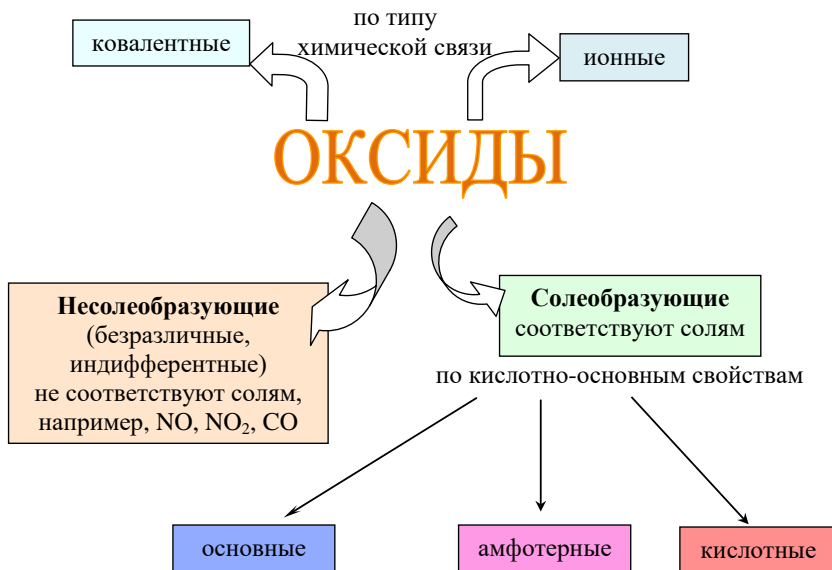 по типу
химической связи
ковалентные
ионные
ОКСИДЫ
Несолеобразующие
(безразличные,
индифферентные)
не соответствуют солям,
например, NO, NO₂, CO
Солеобразующие
соответствуют солям
по кислотно-основным свойствам
основные
амфотерные
кислотные